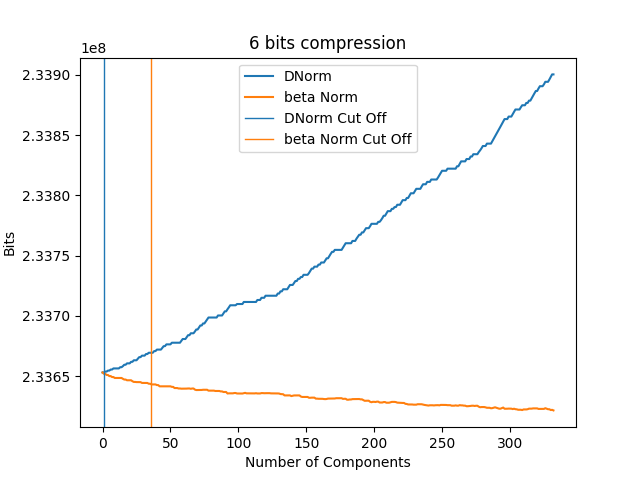 6 bits compression
1e8
DNorm
beta Norm
DNorm Cut Off
beta Norm Cut Off
2.3390
2.3385
2.3380
2.3375
2.3370
2.3365
Bits
0 50 100 150 200 250 300
Number of Components